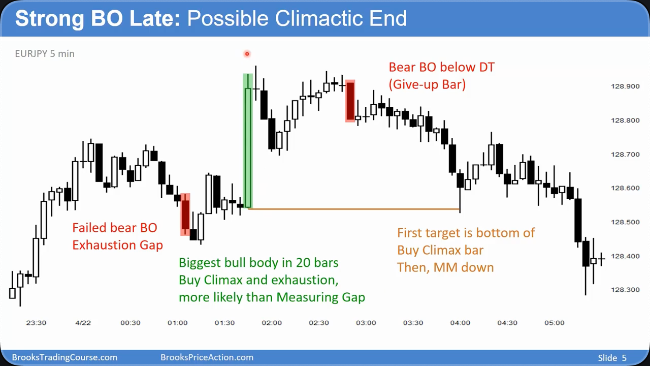 Strong BO Late: Possible Climactic End
EURJPY 5 min
Bear BO below DT
(Give-up Bar)
128.900
128.800
128.700
128.600
128.500
128.400
128.300
Failed bear BO
Exhaustion Gap
Biggest bull body in 20 bars
Buy Climax and exhaustion,
more likely than Measuring Gap
First target is bottom of
Buy Climax bar
Then, MM down
23:30 4/22 00:30 01:00 01:30 02:00 02:30 03:00 03:30 04:00 04:30 05:00
BrooksTradingCourse.com BrooksPriceAction.com Slide 5